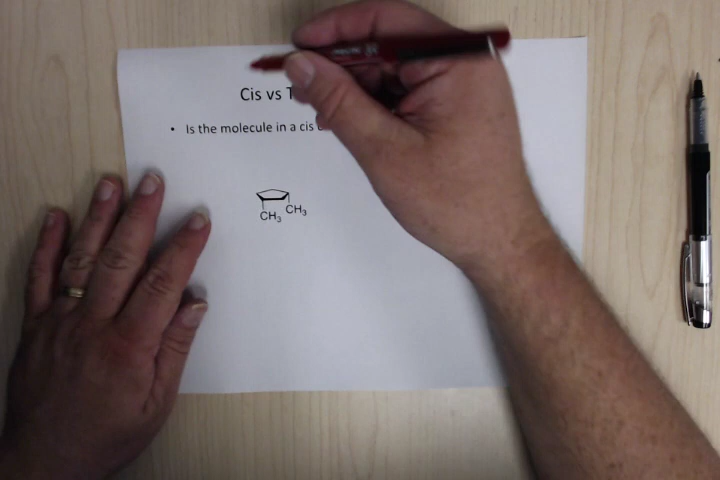 Cis vs
• Is the molecule in a cis
CH3
CH3